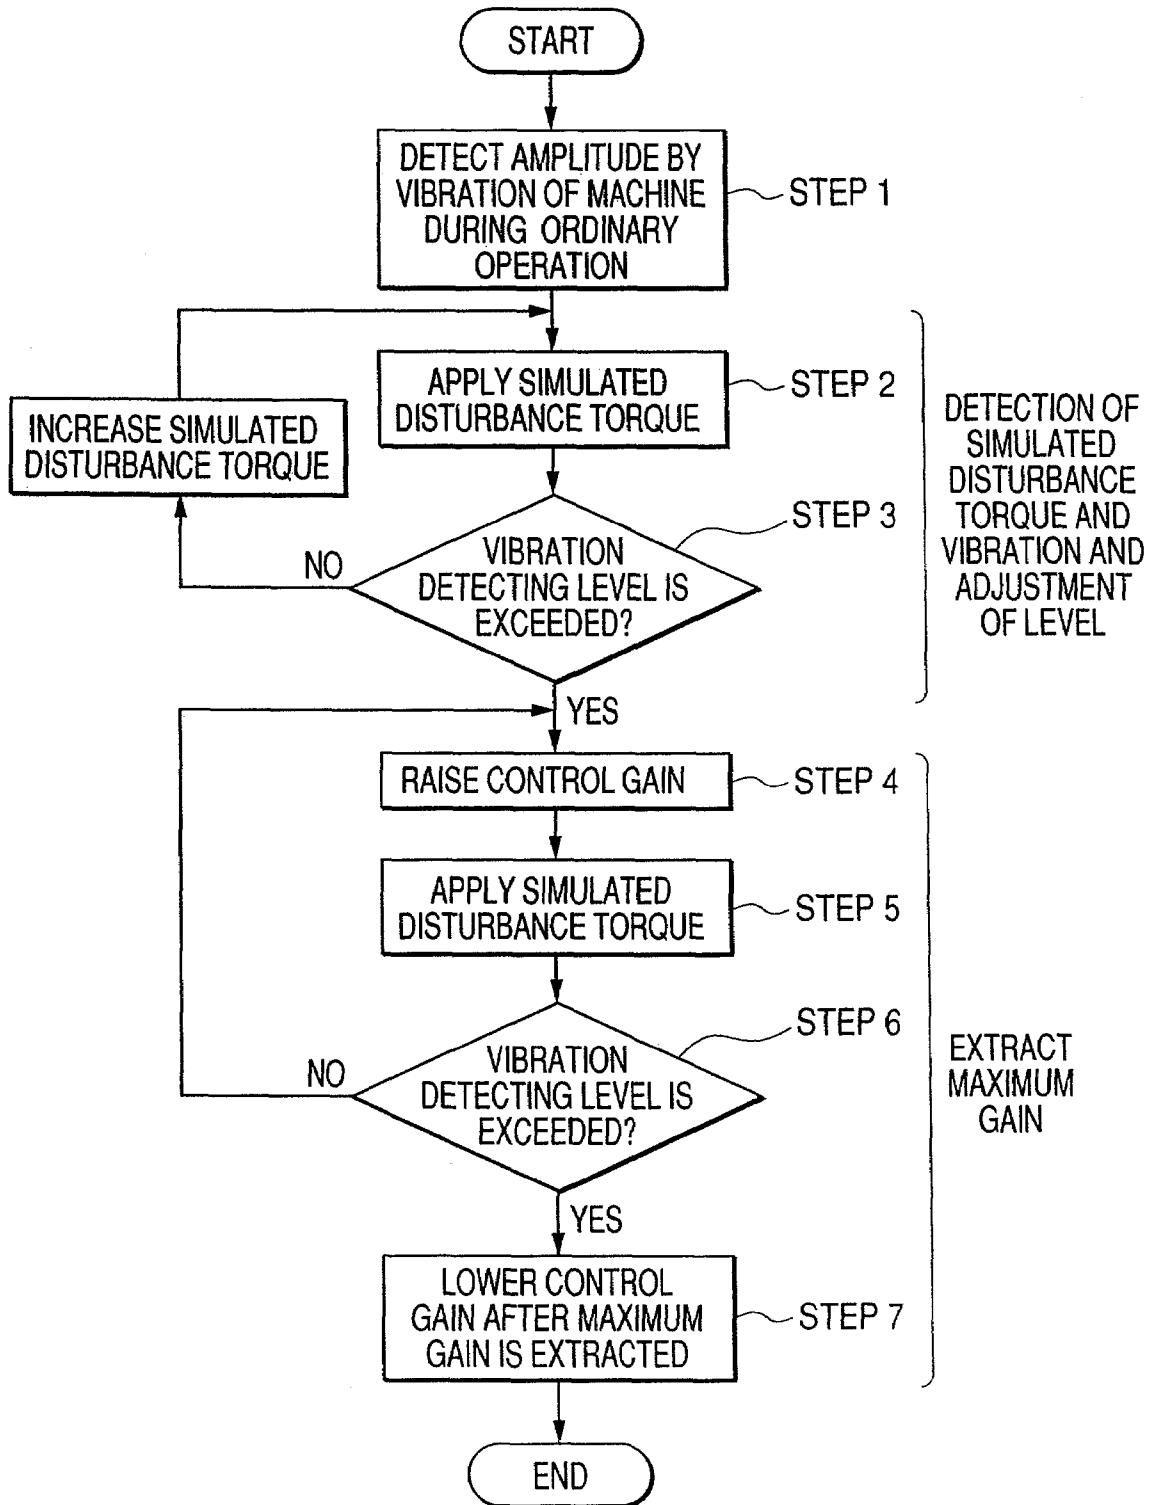 START
DETECT AMPLITUDE BY
VIBRATION OF MACHINE
DURING ORDINARY
OPERATION
STEP 1
APPLY SIMULATED
DISTURBANCE TORQUE
STEP 2
INCREASE SIMULATED
DISTURBANCE TORQUE
DETECTION OF
SIMULATED
DISTURBANCE
TORQUE AND
VIBRATION AND
ADJUSTMENT
OF LEVEL
STEP 3
VIBRATION
DETECTING LEVEL IS
EXCEEDED?
NO
YES
RAISE CONTROL GAIN
STEP 4
APPLY SIMULATED
DISTURBANCE TORQUE
STEP 5
STEP 6
VIBRATION
DETECTING LEVEL IS
EXCEEDED?
NO
EXTRACT
MAXIMUM
GAIN
YES
LOWER CONTROL
GAIN AFTER MAXIMUM
GAIN IS EXTRACTED
STEP 7
END